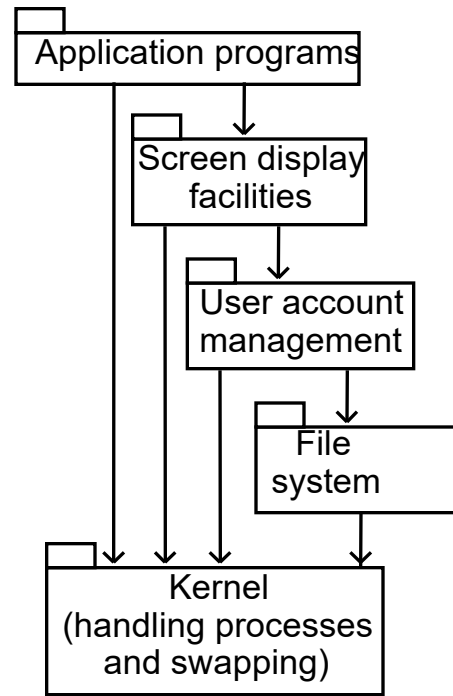 Application programs
Screen display
facilities
User account
management
File
system
Kernel
(handling processes
and swapping)